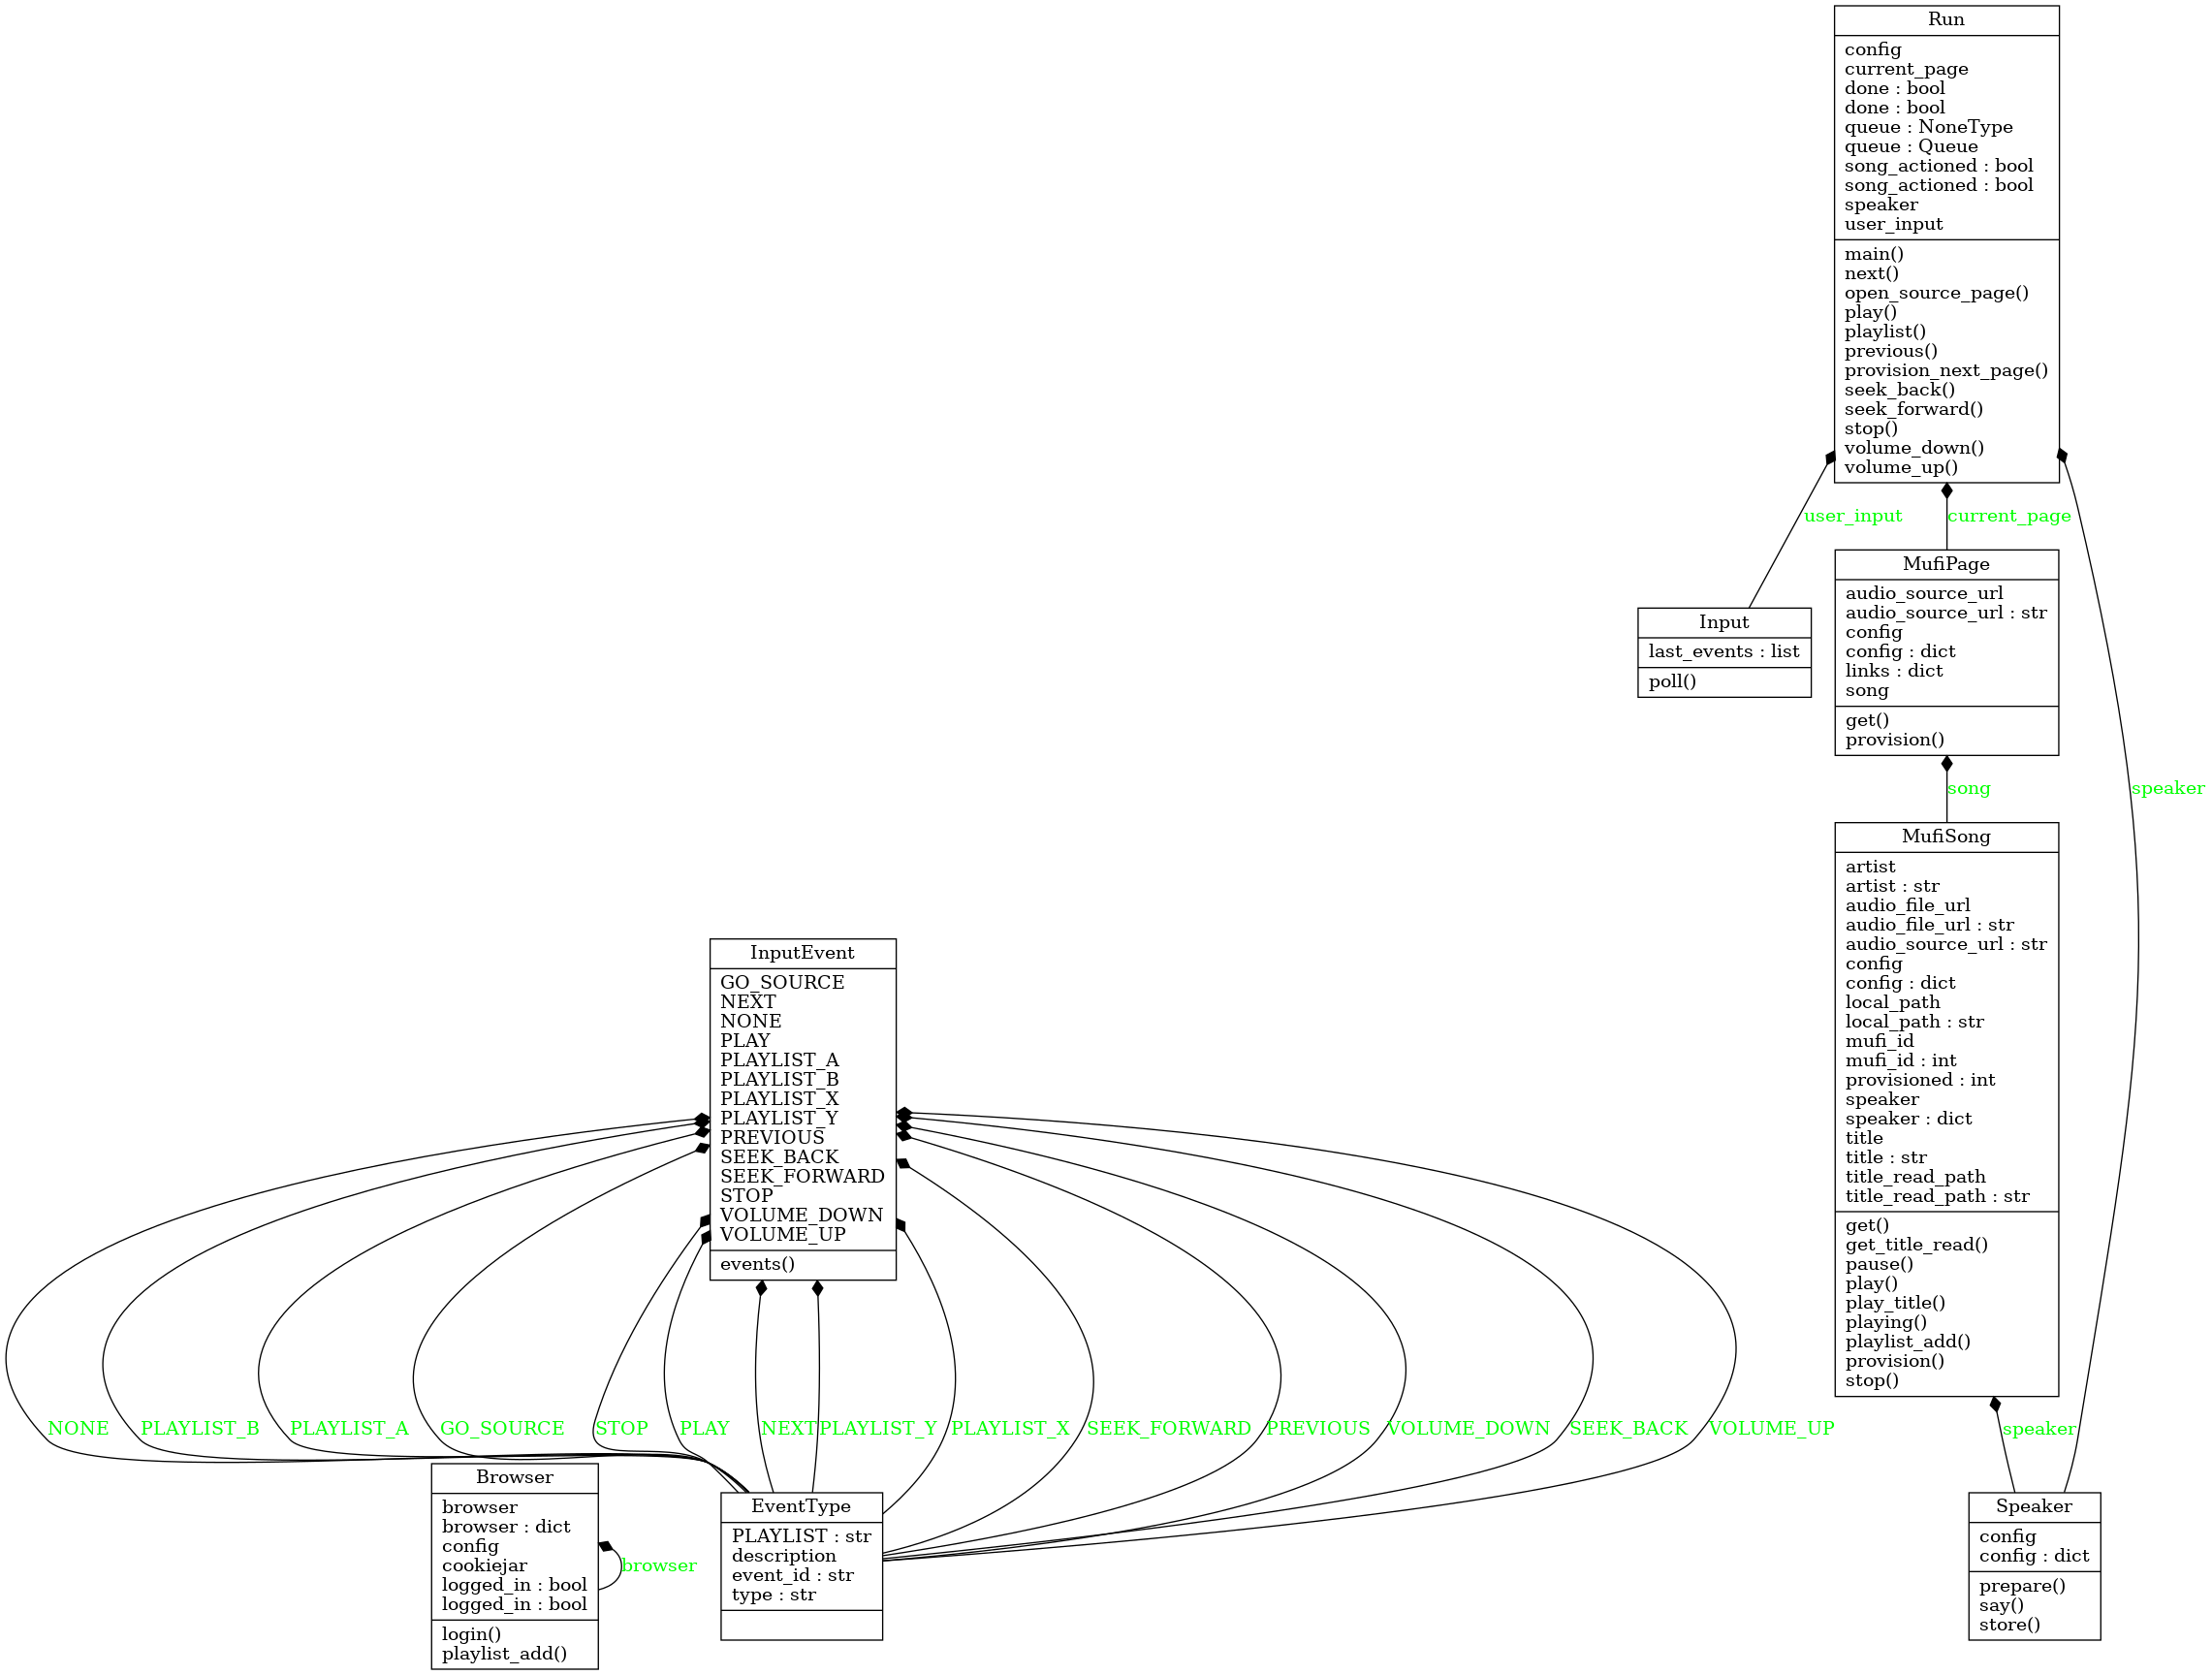 Run
config
current_page
done : bool
done : bool
queue : NoneType
queue : Queue
song_actioned : bool
song_actioned : bool
speaker
user_input
main()
next()
open_source_page()
play()
playlist()
previous()
provision_next_page()
seek_back()
seek_forward()
stop()
volume_down()
volume_up()
user_input
current_page
speaker
Input
last_events : list
poll()
MufiPage
audio_source_url
audio_source_url : str
config
config : dict
links : dict
song
get()
provision()
song
MufiSong
artist
artist : str
audio_file_url
audio_file_url : str
audio_source_url : str
config
config : dict
local_path
local_path : str
mufi_id
mufi_id : int
provisioned : int
speaker
speaker : dict
title
title : str
title_read_path
title_read_path : str
get()
get_title_read()
pause()
play()
play_title()
playing()
playlist_add()
provision()
stop()
speaker
InputEvent
GO_SOURCE
NEXT
NONE
PLAY
PLAYLIST_A
PLAYLIST_B
PLAYLIST_X
PLAYLIST_Y
PREVIOUS
SEEK_BACK
SEEK_FORWARD
STOP
VOLUME_DOWN
VOLUME_UP
events()
NONE
PLAYLIST_B
PLAYLIST_A
GO_SOURCE
STOP
PLAY
NEXT
PLAYLIST_Y
PLAYLIST_X
SEEK_FORWARD
PREVIOUS
VOLUME_DOWN
SEEK_BACK
VOLUME_UP
Browser
browser
browser : dict
config
cookiejar
logged_in : bool
logged_in : bool
login()
playlist_add()
browser
EventType
PLAYLIST : str
description
event_id : str
type : str
Speaker
config
config : dict
prepare()
say()
store()